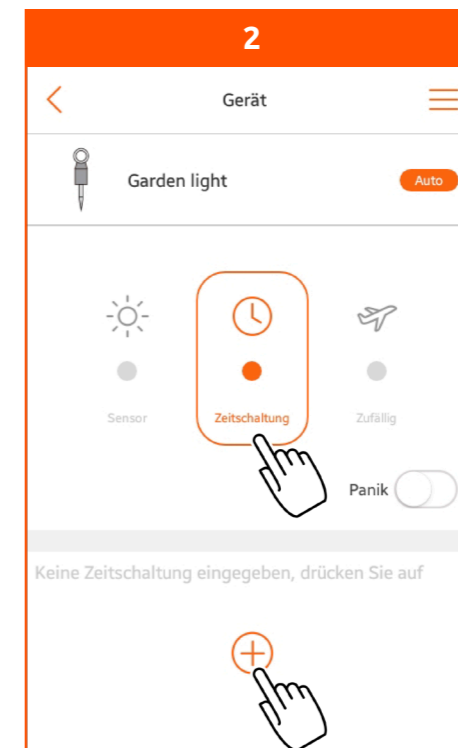 2
Gerät
Garden light
Auto
Sensor
Zeitschaltung
Zufällig
Panik
Keine Zeitschaltung eingegeben, drücken Sie auf